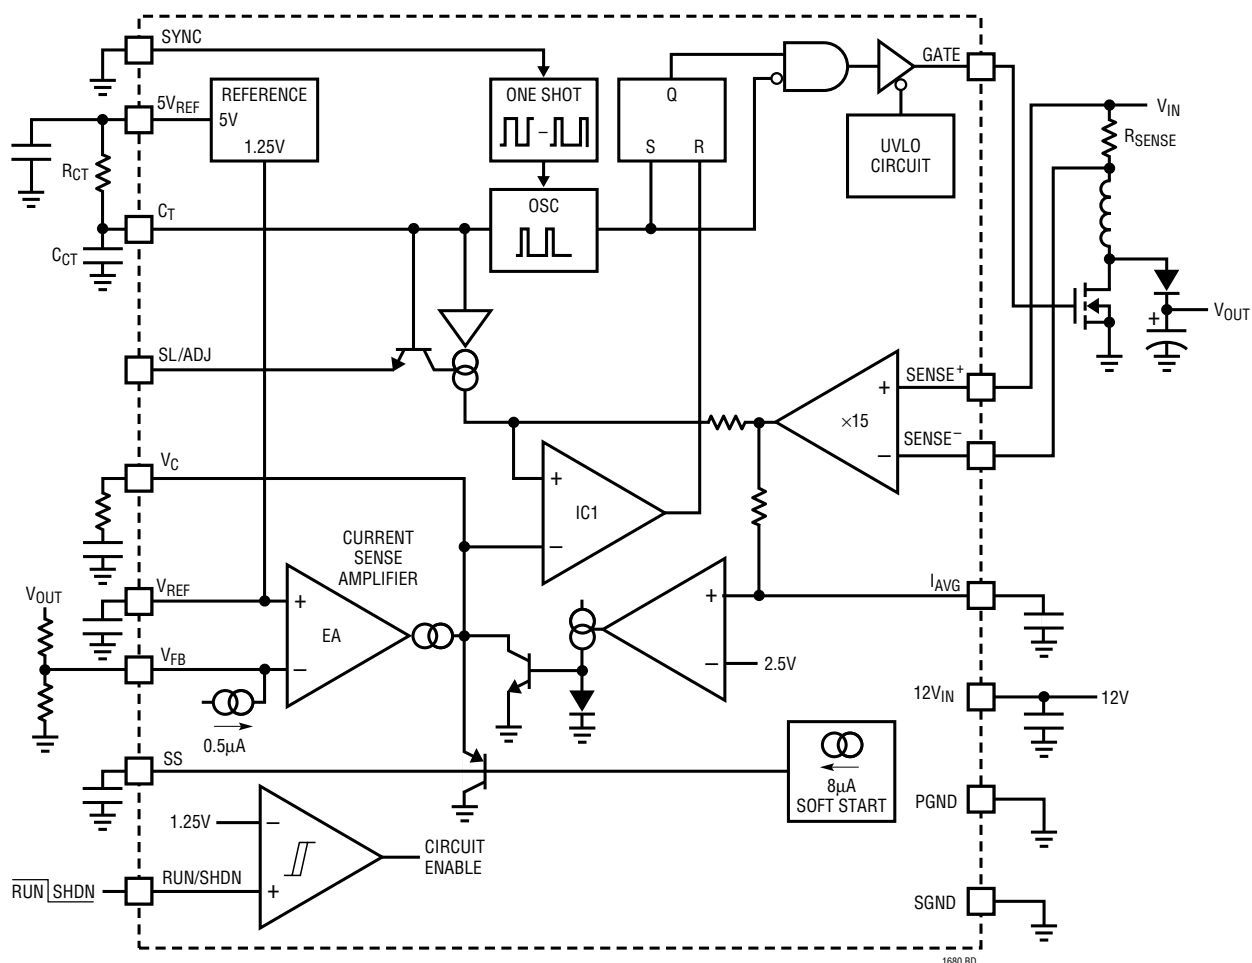 SYNC
GATE
5VREF
REFERENCE
5V
1.25V
ONE SHOT
Q
S R
UVLO
CIRCUIT
VIN
RSENSE
RCT
CT
OSC
CCT
VOUT
+
SL/ADJ
SENSE+
+
×15
SENSE−
−
VC
+
IC1
−
CURRENT
SENSE
AMPLIFIER
VREF
+
EA
VOUT
VFB
−
0.5µA
IAVG
+
−
2.5V
12VIN
12V
SS
8µA
SOFT START
PGND
1.25V
−
CIRCUIT
ENABLE
RUN SHDN
RUN/SHDN
+
SGND
1680 BD